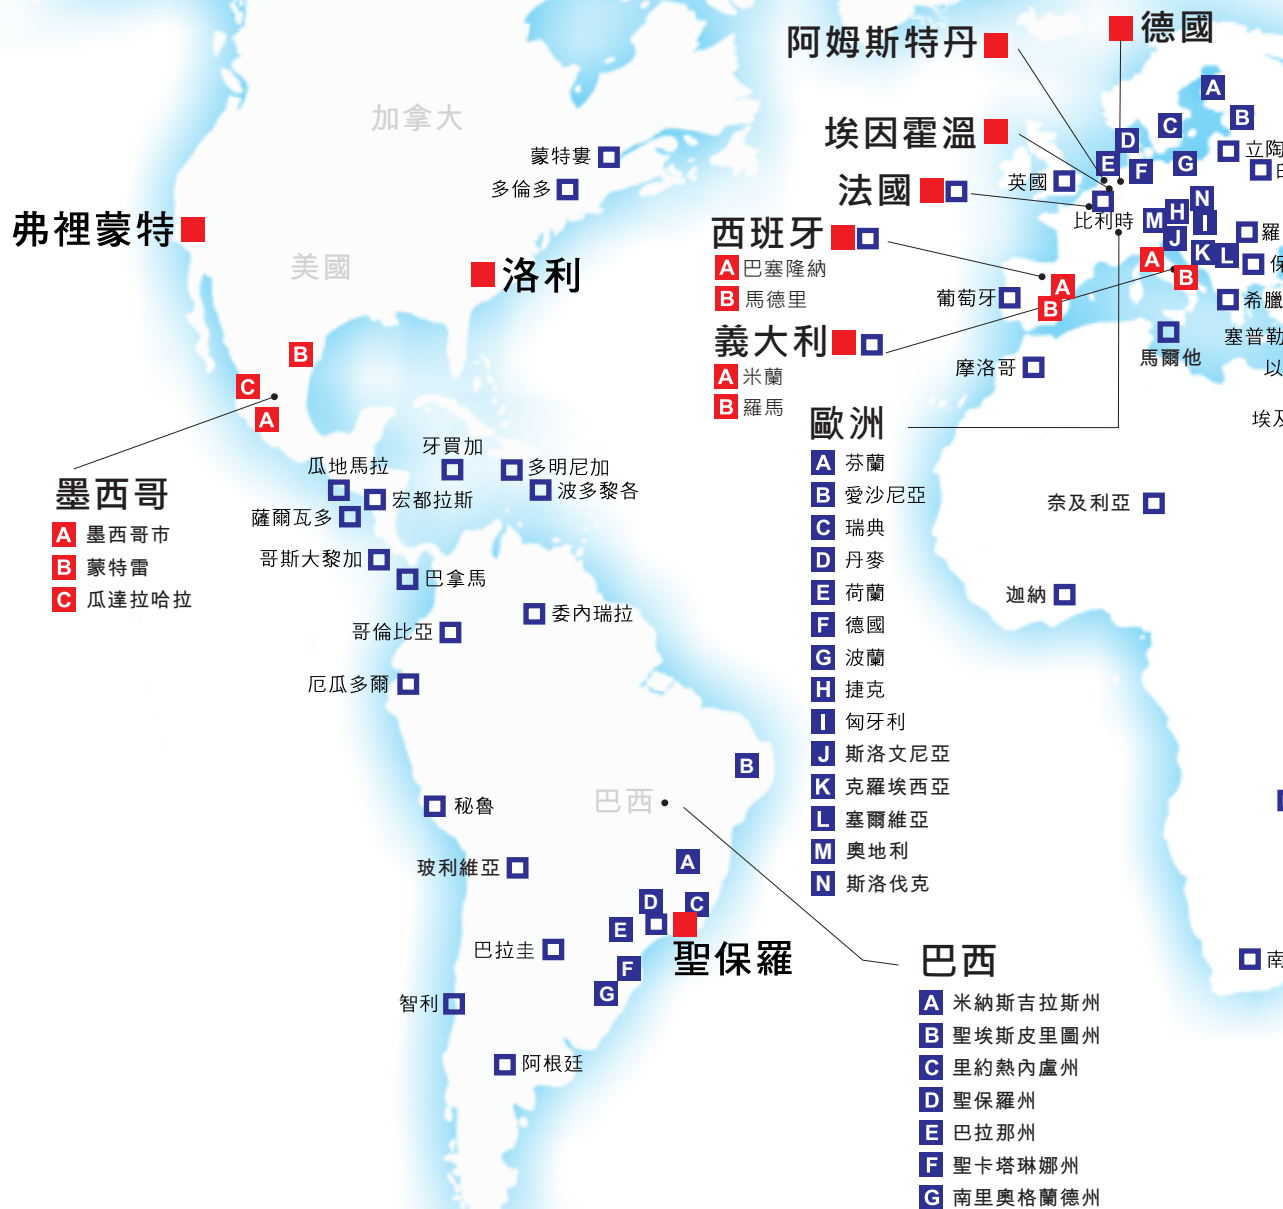 加拿大
蒙特婁
多倫多
弗裡蒙特
美國
洛利
B
C
A
墨西哥
A 墨西哥市
B 蒙特雷
C 瓜達拉哈拉
牙買加
瓜地馬拉
多明尼加
宏都拉斯
波多黎各
薩爾瓦多
哥斯大黎加
巴拿馬
委內瑞拉
哥倫比亞
厄瓜多爾
B
巴西
秘魯
A
玻利維亞
D
C
E
聖保羅
巴拉圭
F
G
智利
阿根廷
阿姆斯特丹
德國
埃因霍溫
法國
西班牙
A 巴塞隆納
B 馬德里
義大利
A 米蘭
B 羅馬
A
B
C
D
立陶
E
F
G
英國
比利時
N
M
H
I
羅
J
K
L
A
B
保
葡萄牙
A
B
希臘
塞普勒
馬爾他
摩洛哥
以
埃及
歐洲
A 芬蘭
B 愛沙尼亞
C 瑞典
D 丹麥
E 荷蘭
F 德國
G 波蘭
H 捷克
I 匈牙利
J 斯洛文尼亞
K 克羅埃西亞
L 塞爾維亞
M 奧地利
N 斯洛伐克
奈及利亞
迦納
南
巴西
A 米納斯吉拉斯州
B 聖埃斯皮里圖州
C 里約熱內盧州
D 聖保羅州
E 巴拉那州
F 聖卡塔琳娜州
G 南里奧格蘭德州